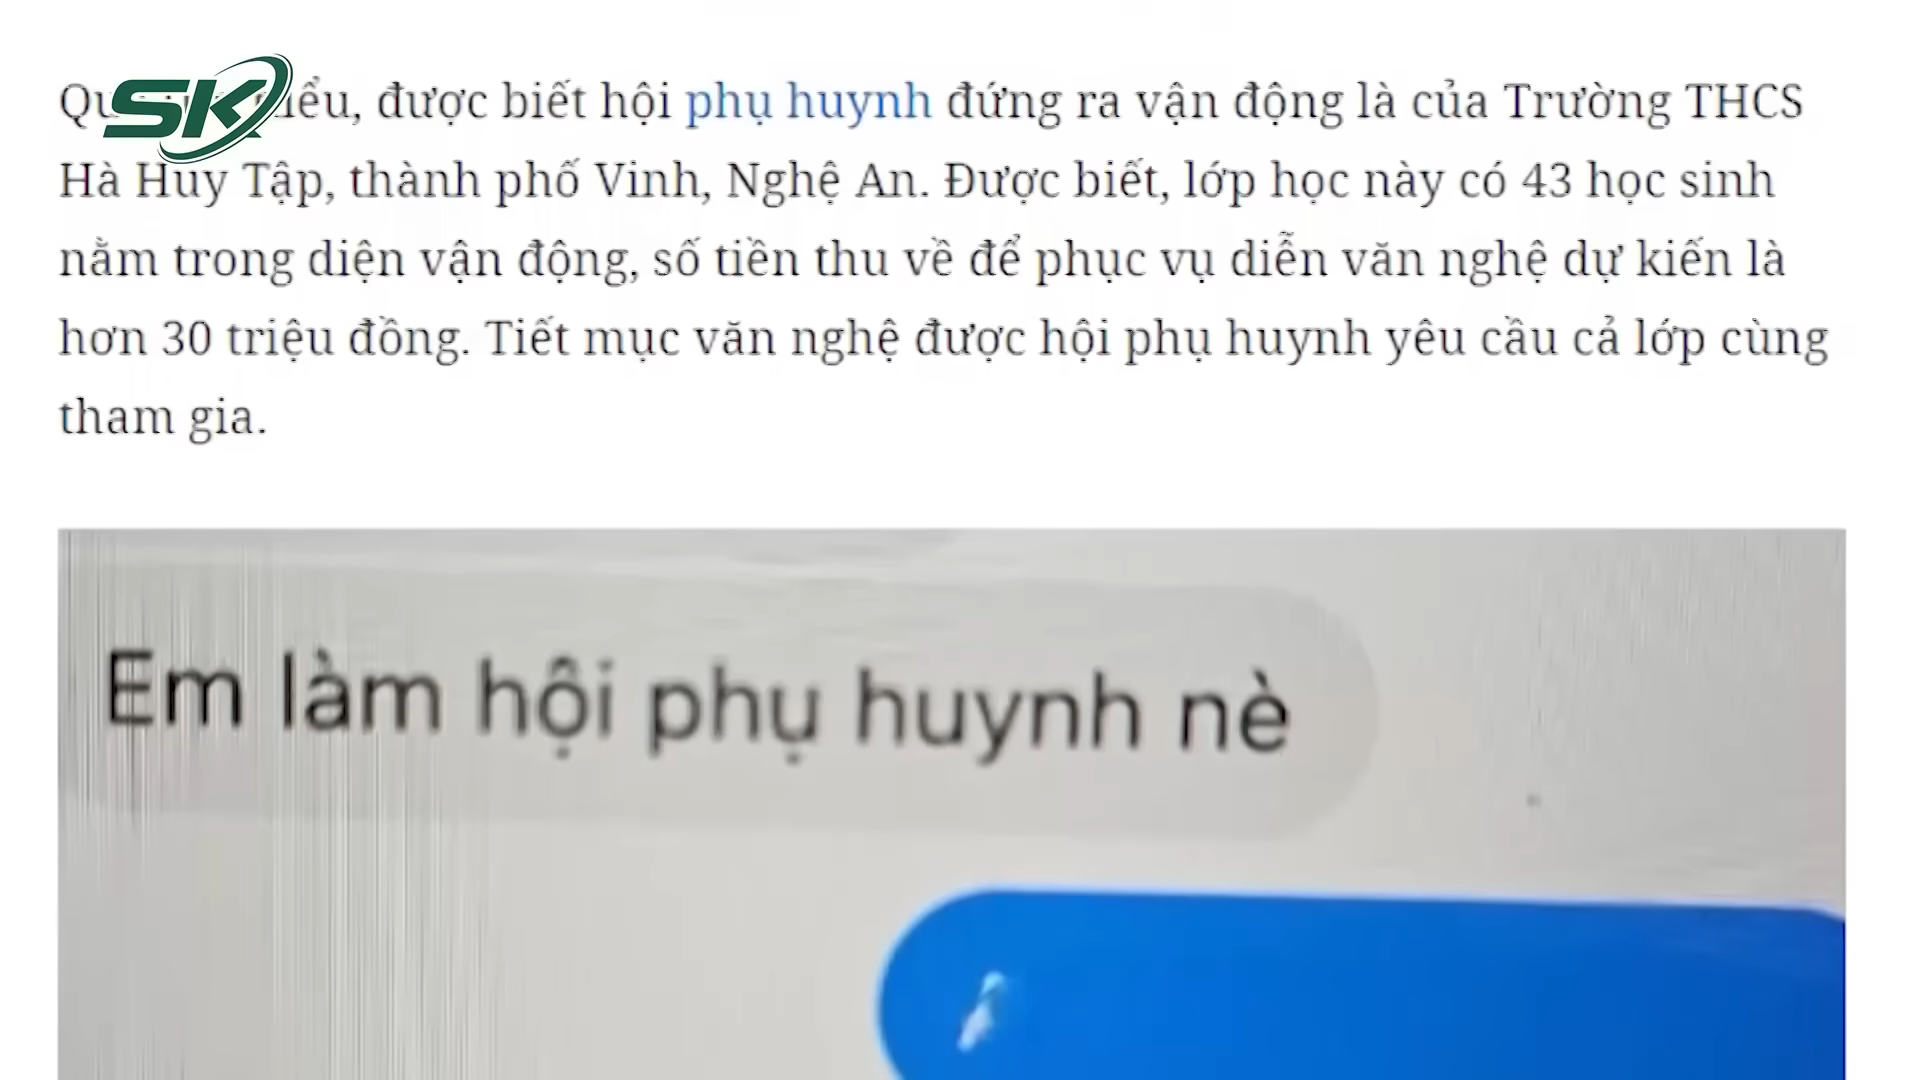 SK
ểu, được biết hội phụ huynh đứng ra vận động là của Trường THCS
Hà Huy Tập, thành phố Vinh, Nghệ An. Được biết, lớp học này có 43 học sinh
nằm trong diện vận động, số tiền thu về để phục vụ diễn văn nghệ dự kiến là
hơn 30 triệu đồng. Tiết mục văn nghệ được hội phụ huynh yêu cầu cả lớp cùng
tham gia.
Em làm hội phụ huynh nè